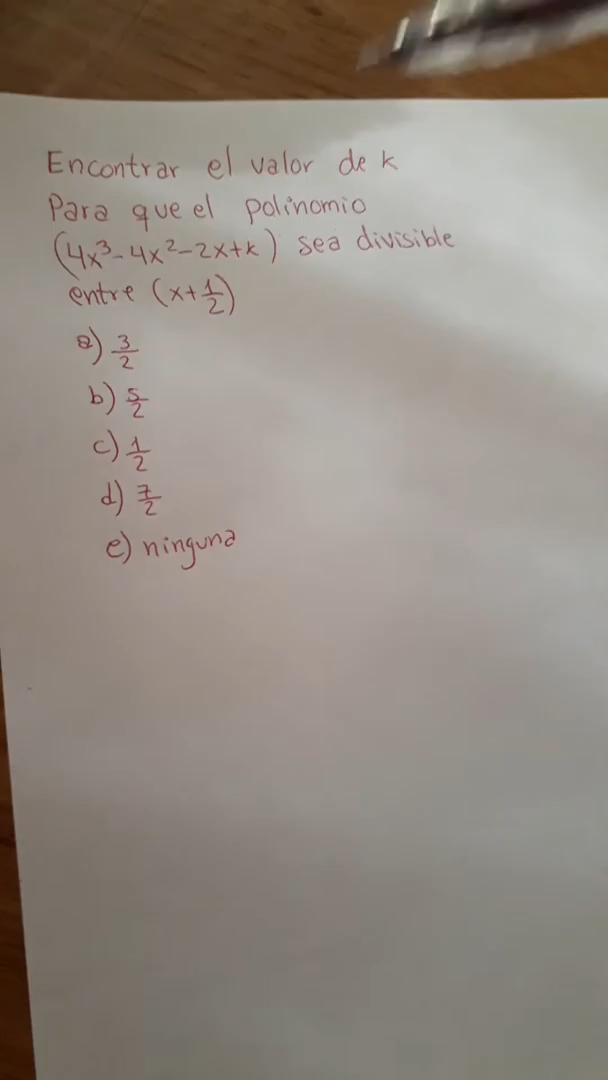 Encontrar el valor de k
Para que el polinomio
(4x³-4x²-2x+k) sea divisible
entre (x+1/2)
a) 3/2
b) 5/2
c) 1/2
d) 7/2
e) ninguna